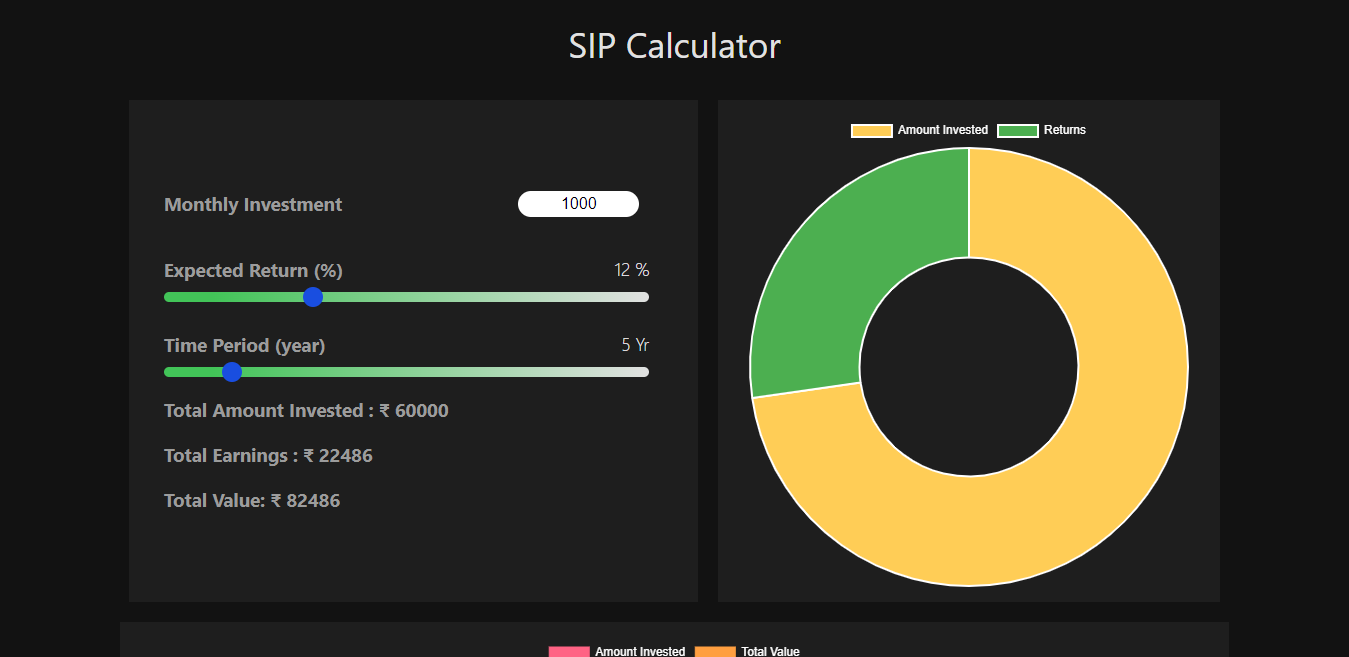 SIP Calculator
Monthly Investment 1000
Expected Return (%) 12 %
Time Period (year) 5 Yr
Total Amount Invested : ₹ 60000
Total Earnings : ₹ 22486
Total Value: ₹ 82486
Amount Invested Returns
Amount Invested Total Value